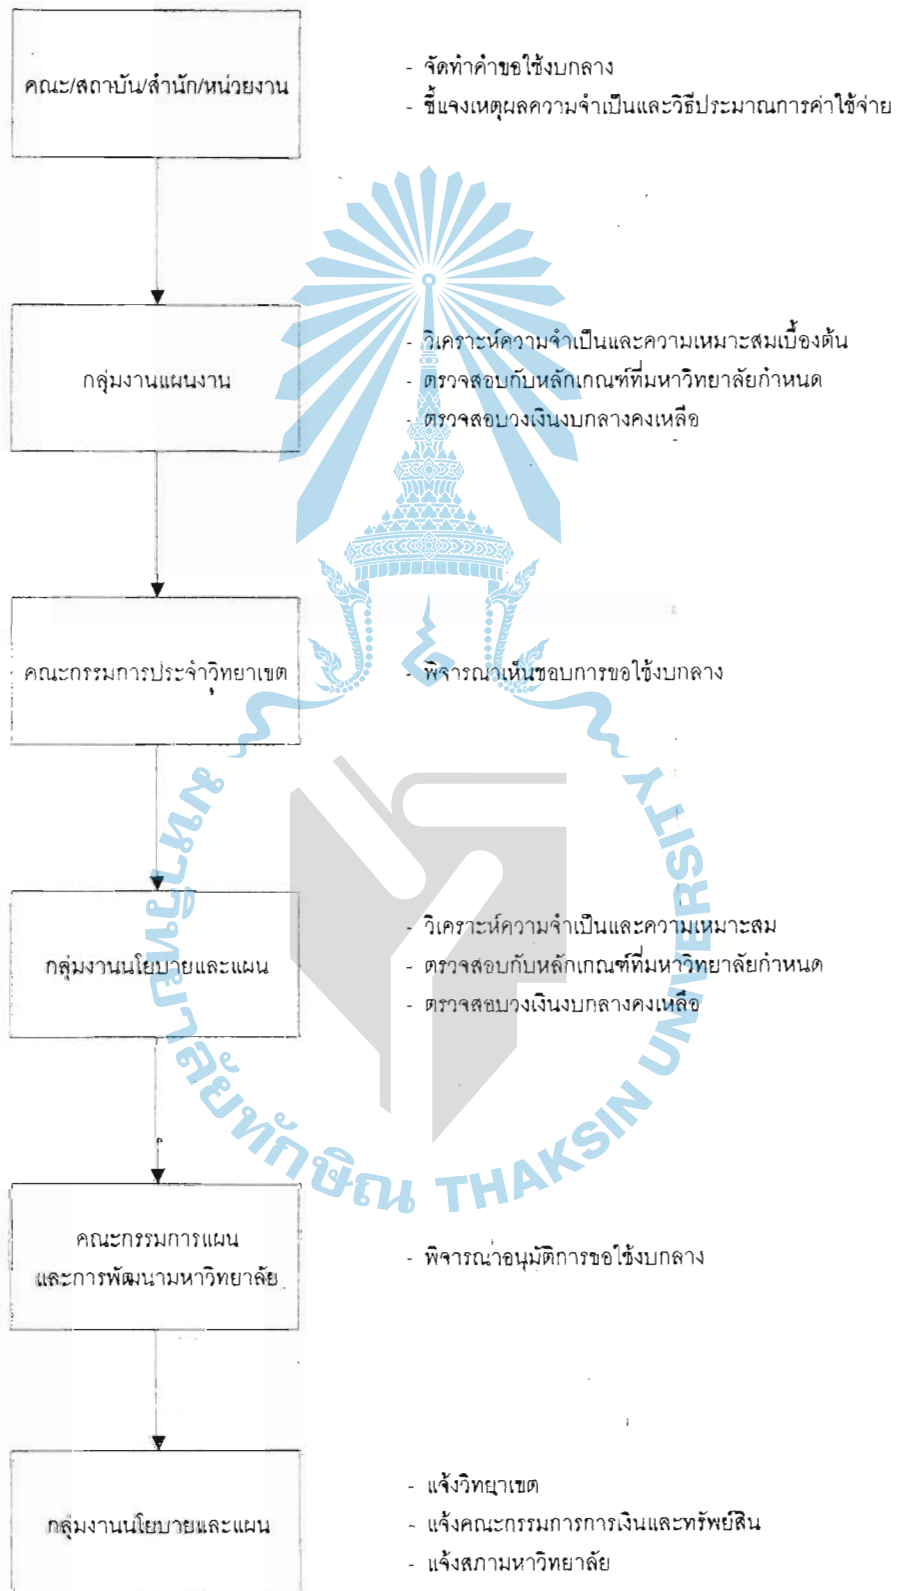 คณะ/สถาบัน/สำนัก/หน่วยงาน
- จัดทำคำขอใช้งบกลาง
- ชี้แจงเหตุผลความจำเป็นและวิธีประมาณการค่าใช้จ่าย
กลุ่มงานแผนงาน
- วิเคราะห์ความจำเป็นและความเหมาะสมเบื้องต้น
- ตรวจสอบกับหลักเกณฑ์ที่มหาวิทยาลัยกำหนด
- ตรวจสอบวงเงินงบกลางคงเหลือ
คณะกรรมการประจำวิทยาเขต
- พิจารณาเห็นชอบการขอใช้งบกลาง
กลุ่มงานนโยบายและแผน
- วิเคราะห์ความจำเป็นและความเหมาะสม
- ตรวจสอบกับหลักเกณฑ์ที่มหาวิทยาลัยกำหนด
- ตรวจสอบวงเงินงบกลางคงเหลือ
มหาวิทยาลัยทักษิณ THAKSIN UNIVERSITY
คณะกรรมการแผน
และการพัฒนามหาวิทยาลัย
- พิจารณาอนุมัติการขอใช้งบกลาง
กลุ่มงานนโยบายและแผน
- แจ้งวิทยาเขต
- แจ้งคณะกรรมการการเงินและทรัพย์สิน
- แจ้งสภามหาวิทยาลัย